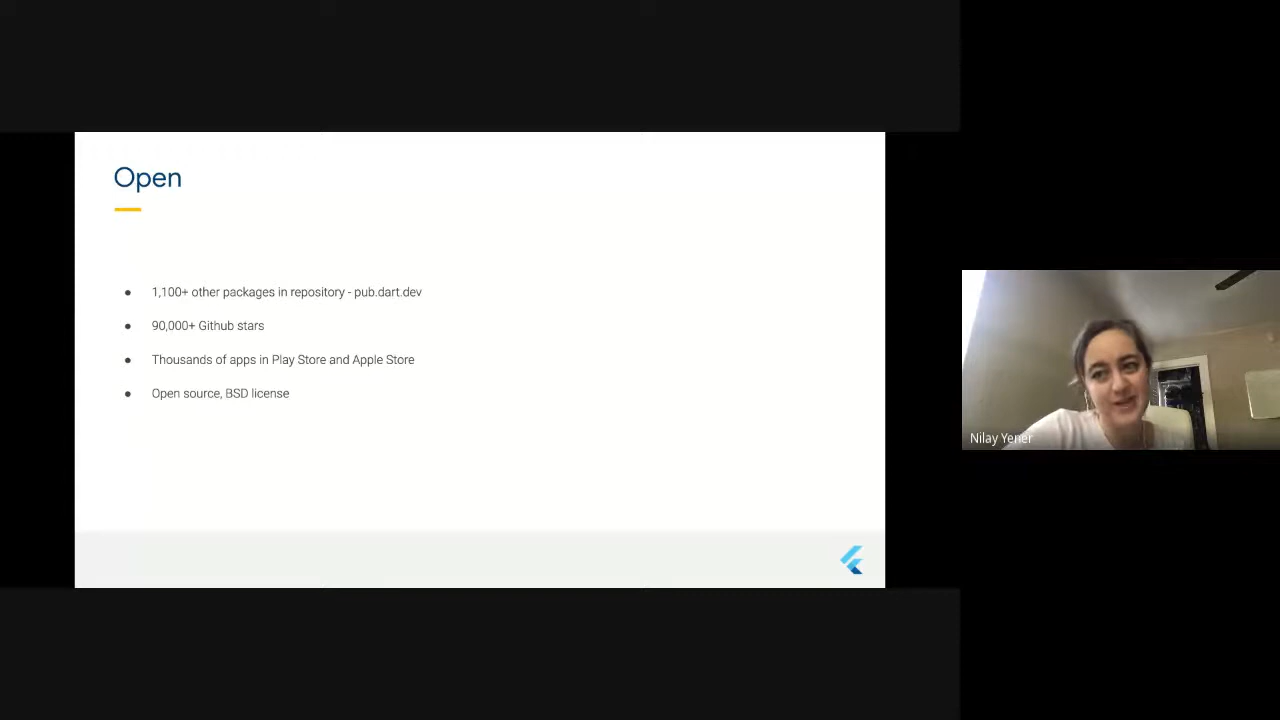 Open
1,100+ other packages in repository - pub.dart.dev
90,000+ Github stars
Thousands of apps in Play Store and Apple Store
Open source, BSD license
Nilay Yener